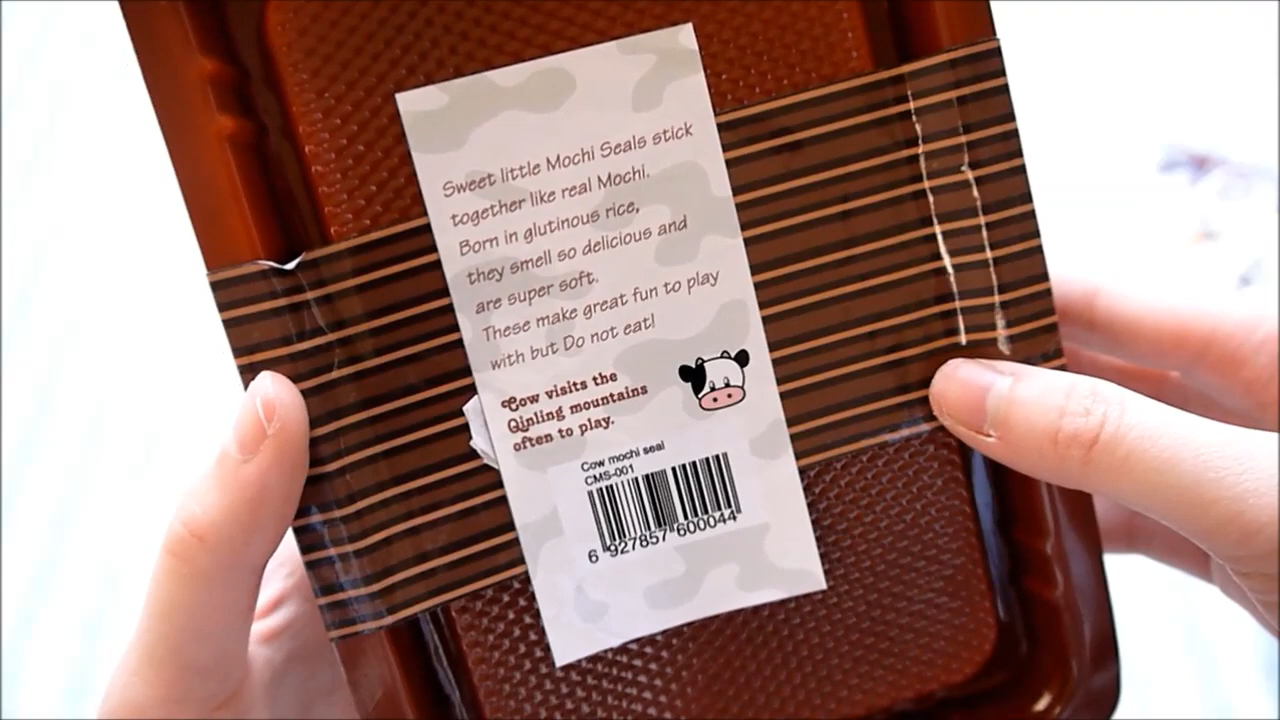 Sweet little Mochi Seals stick
together like real Mochi.
Born in glutinous rice,
they smell so delicious and
are super soft.
These make great fun to play
with but Do not eat!
Cow visits the
Qinling mountains
often to play.
Cow mochi seal
CMS-001
6 927857 600044